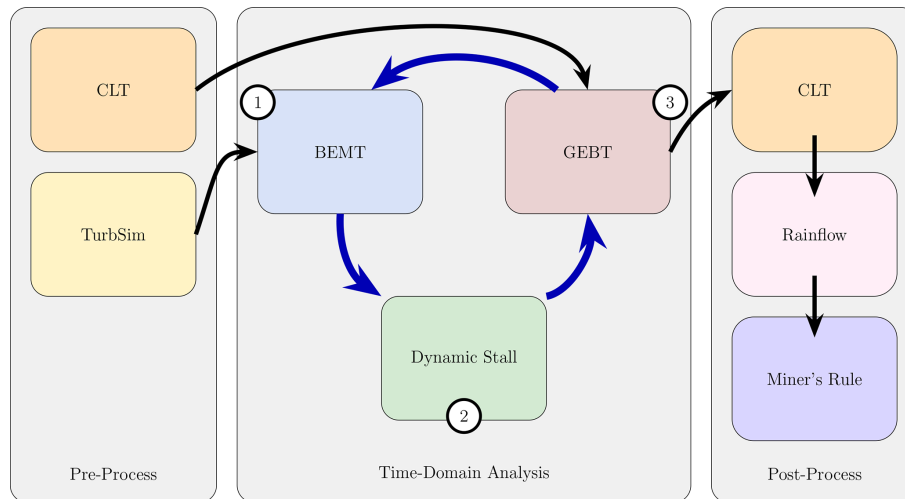 CLT
TurbSim
Pre-Process
1
BEMT
3
GEBT
Dynamic Stall
2
Time-Domain Analysis
CLT
Rainflow
Miner's Rule
Post-Process